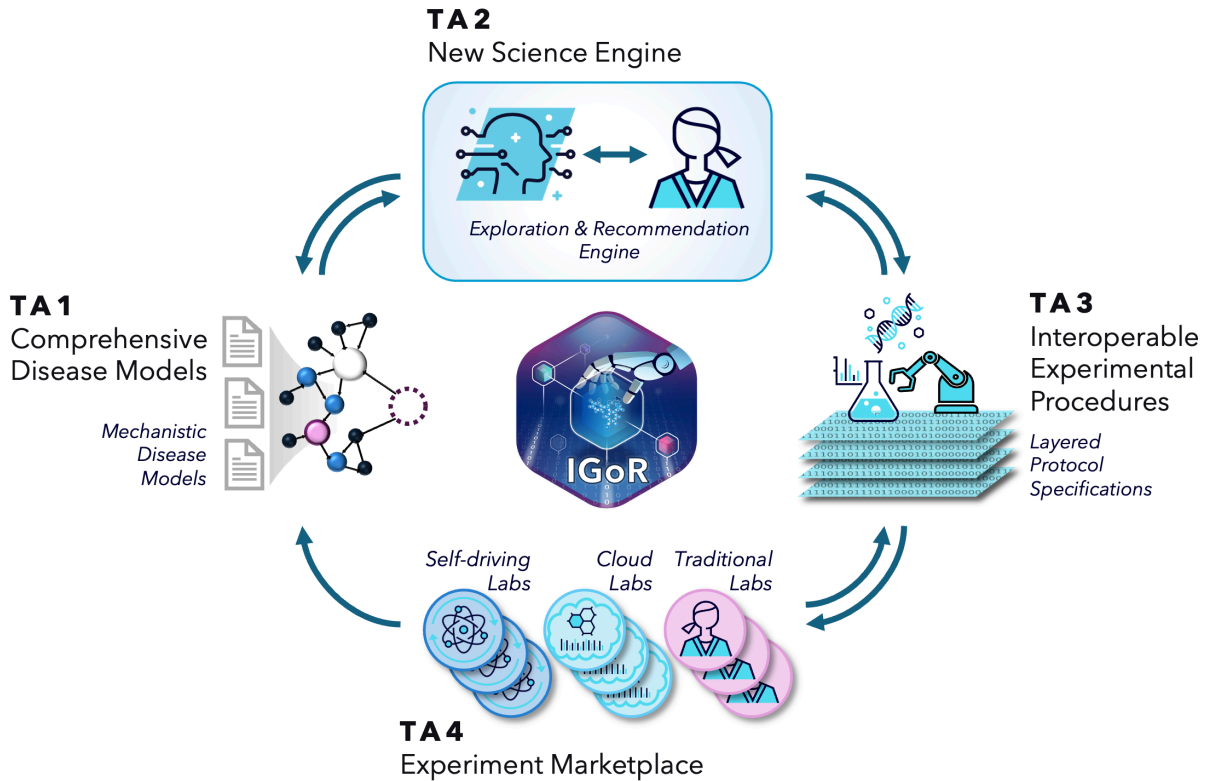 TA2
New Science Engine
Exploration & Recommendation
Engine
TA1
Comprehensive
Disease Models
Mechanistic
Disease
Models
IGoR
TA3
Interoperable
Experimental
Procedures
Layered
Protocol
Specifications
Self-driving
Labs
Cloud
Labs
Traditional
Labs
TA4
Experiment Marketplace